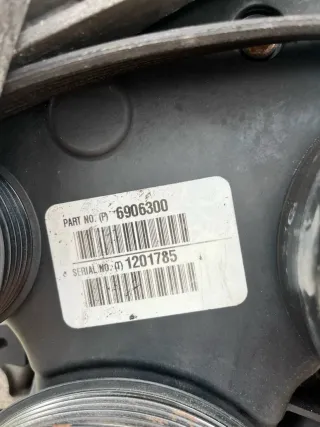 PART NO: (P) 6906300
SERIAL NO: (T) 1201785